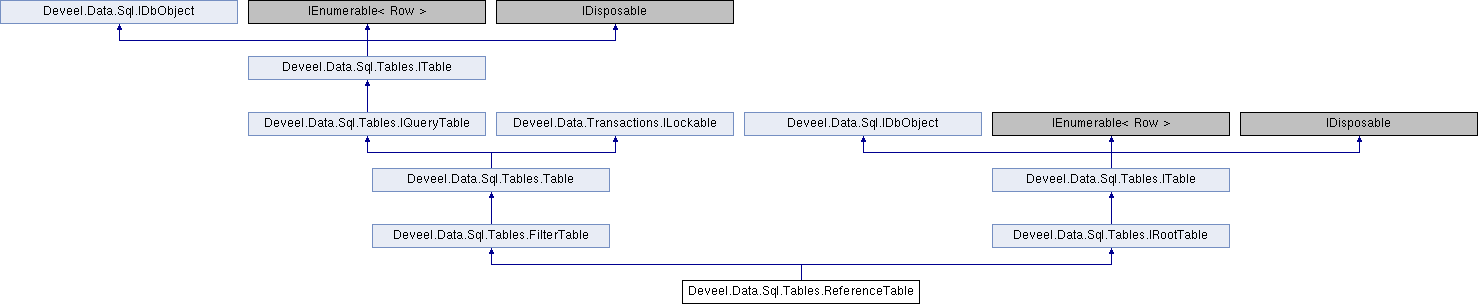 Deveel.Data.Sql.IDbObject
IEnumerable< Row >
IDisposable
Deveel.Data.Sql.Tables.ITable
Deveel.Data.Sql.Tables.IQueryTable
Deveel.Data.Transactions.ILockable
Deveel.Data.Sql.IDbObject
IEnumerable< Row >
IDisposable
Deveel.Data.Sql.Tables.Table
Deveel.Data.Sql.Tables.ITable
Deveel.Data.Sql.Tables.FilterTable
Deveel.Data.Sql.Tables.IRootTable
Deveel.Data.Sql.Tables.ReferenceTable